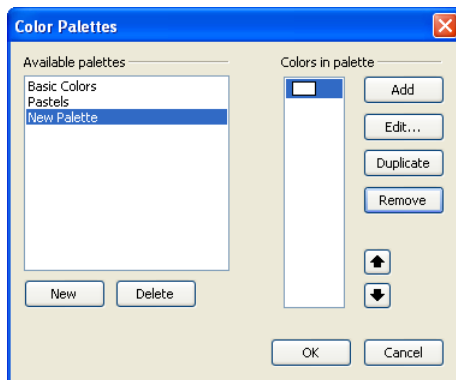 Color Palettes
Available palettes
Basic Colors
Pastels
New Palette
New
Delete
Colors in palette
Add
Edit...
Duplicate
Remove
OK
Cancel